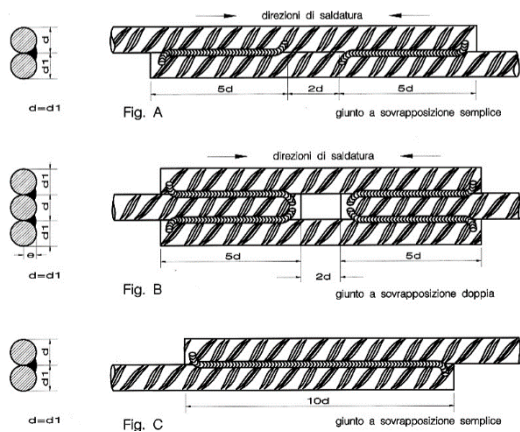 direzioni di saldatura
d
d1
d=d1
5d
2d
5d
Fig. A
giunto a sovrapposizione semplice
direzioni di saldatura
d1
d
d1
e
d=d1
5d
2d
5d
Fig. B
giunto a sovrapposizione doppia
d
d1
d=d1
10d
Fig. C
giunto a sovrapposizione semplice